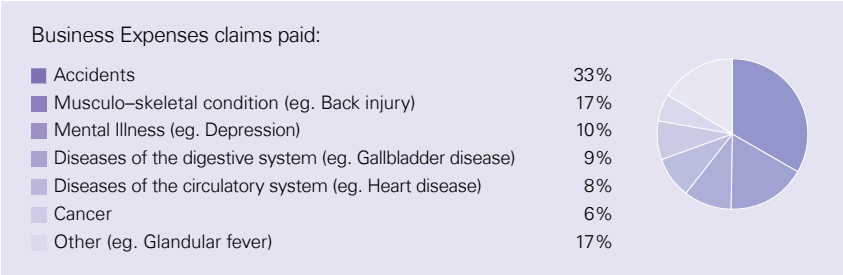 Business Expenses claims paid:
Accidents 33%
Musculo–skeletal condition (eg. Back injury) 17%
Mental Illness (eg. Depression) 10%
Diseases of the digestive system (eg. Gallbladder disease) 9%
Diseases of the circulatory system (eg. Heart disease) 8%
Cancer 6%
Other (eg. Glandular fever) 17%